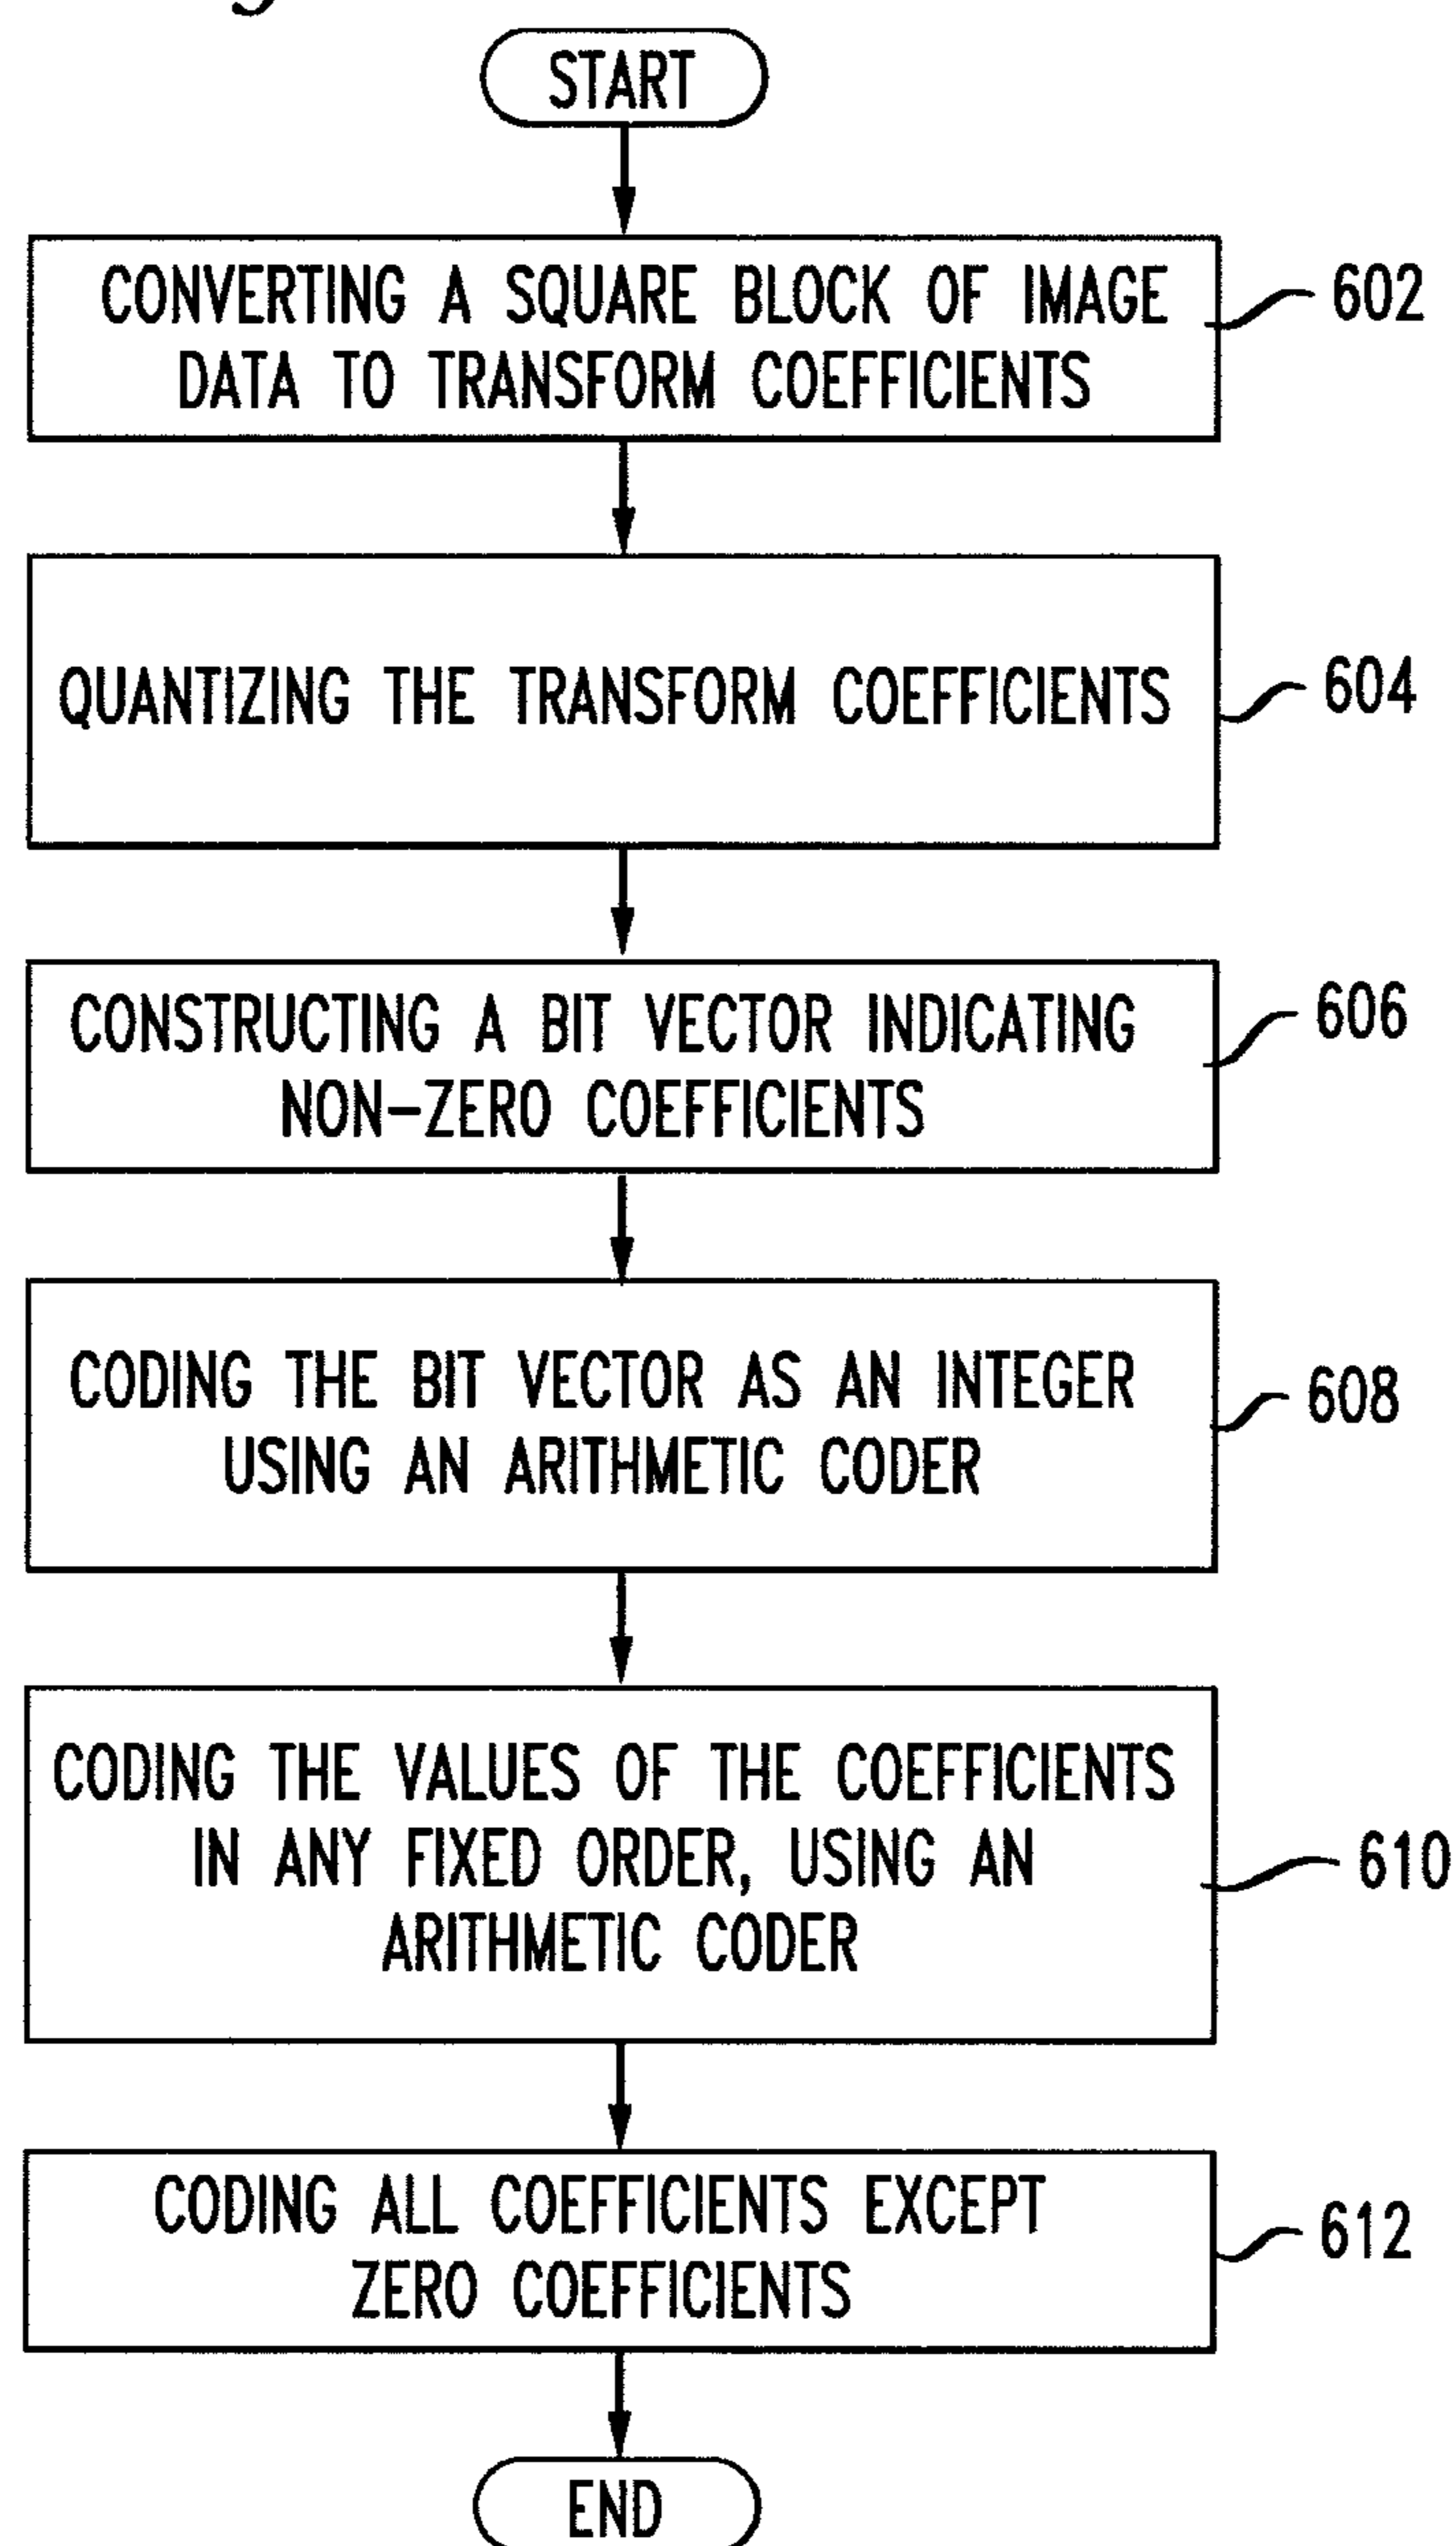 START
CONVERTING A SQUARE BLOCK OF IMAGE
DATA TO TRANSFORM COEFFICIENTS
602
QUANTIZING THE TRANSFORM COEFFICIENTS
604
CONSTRUCTING A BIT VECTOR INDICATING
NON-ZERO COEFFICIENTS
606
CODING THE BIT VECTOR AS AN INTEGER
USING AN ARITHMETIC CODER
608
CODING THE VALUES OF THE COEFFICIENTS
IN ANY FIXED ORDER, USING AN
ARITHMETIC CODER
610
CODING ALL COEFFICIENTS EXCEPT
ZERO COEFFICIENTS
612
END